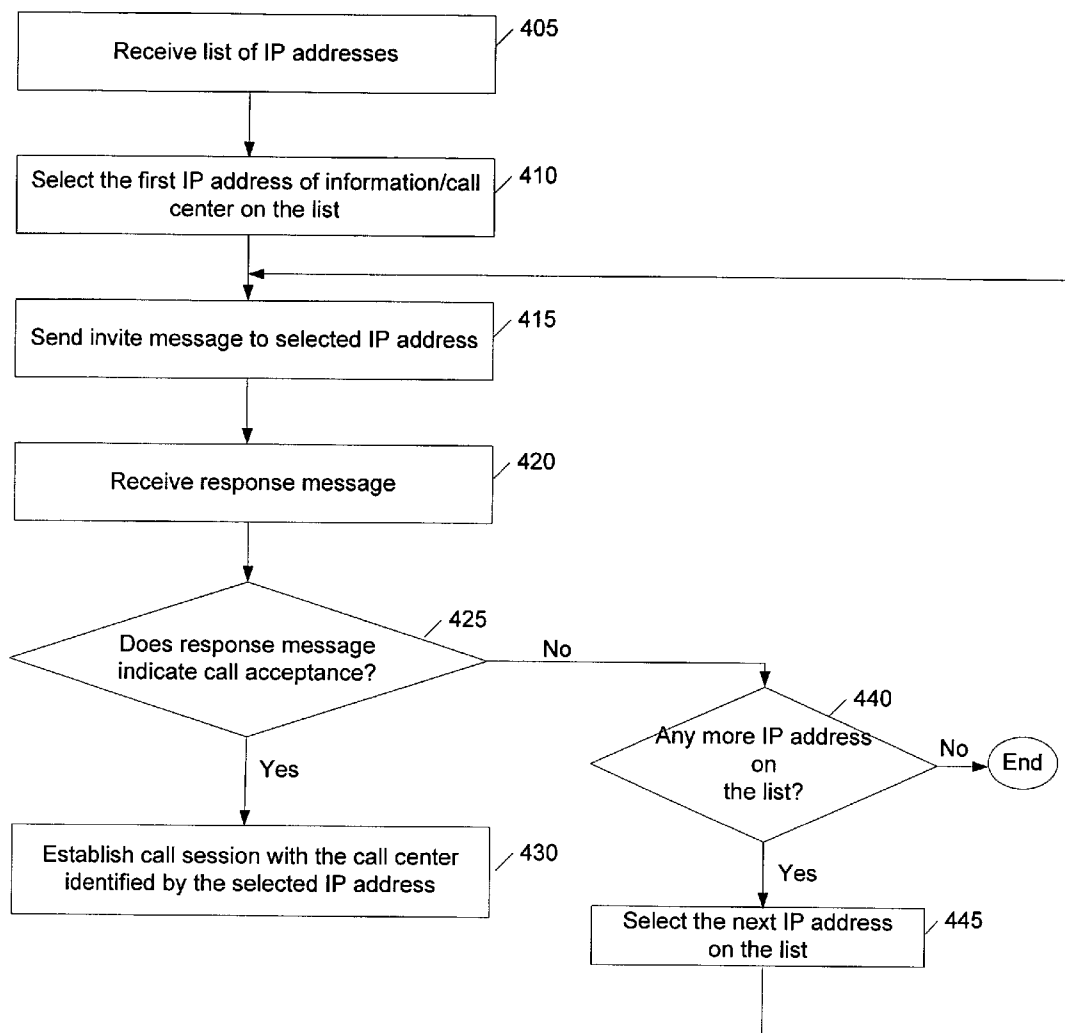 Receive list of IP addresses
405
Select the first IP address of information/call
center on the list
410
Send invite message to selected IP address
415
Receive response message
420
Does response message
indicate call acceptance?
425
No
Yes
Establish call session with the call center
identified by the selected IP address
430
Any more IP address
on
the list?
440
No
End
Yes
Select the next IP address
on the list
445